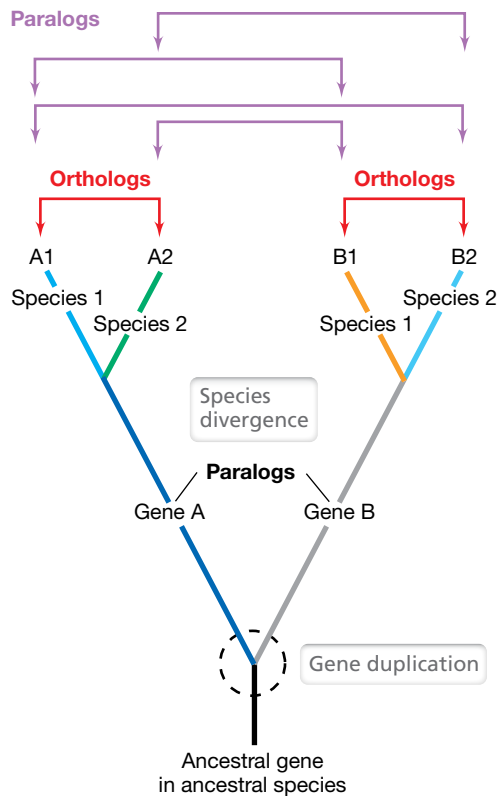 Paralogs
Orthologs
Orthologs
A1
A2
B1
B2
Species 1
Species 2
Species 2
Species 1
Species
divergence
Paralogs
Gene A
Gene B
Gene duplication
Ancestral gene
in ancestral species